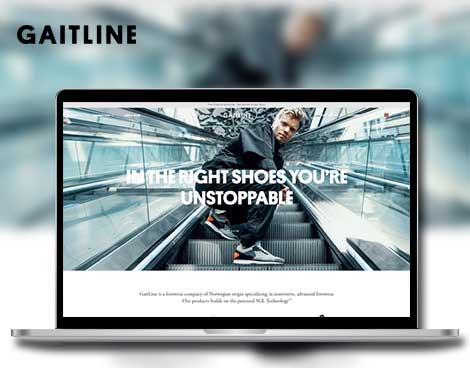 GAITLINE
GAITLINE
IN THE RIGHT SHOES YOU'RE
UNSTOPPABLE
GaitLine is a footwear company of Norwegian origin specializing in innovative, advanced footwear
Our products builds on the patented NGL Technology™